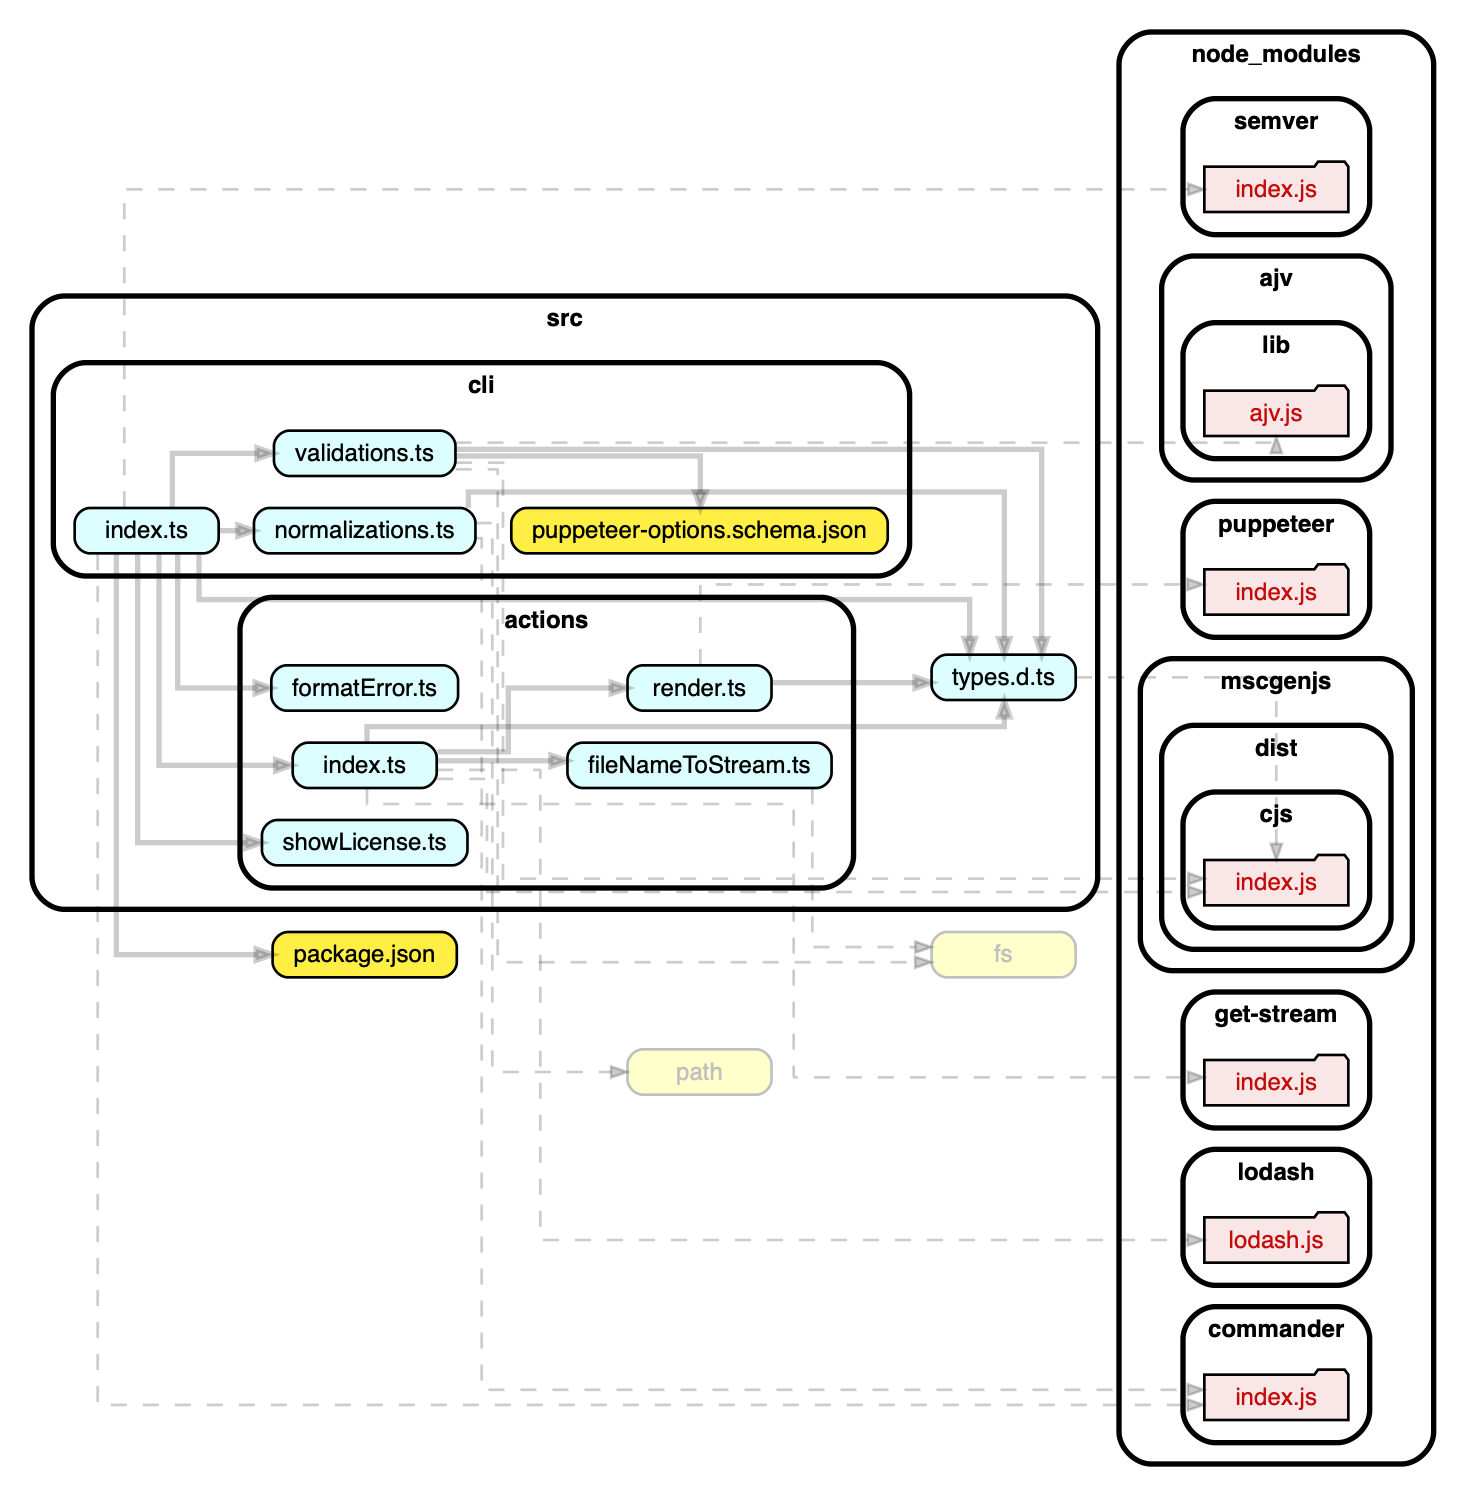 node_modules
semver
index.js
ajv
lib
ajv.js
src
cli
validations.ts
index.ts
normalizations.ts
puppeteer-options.schema.json
puppeteer
index.js
actions
formatError.ts
render.ts
types.d.ts
index.ts
fileNameToStream.ts
showLicense.ts
mscgenjs
dist
cjs
index.js
package.json
fs
path
get-stream
index.js
lodash
lodash.js
commander
index.js